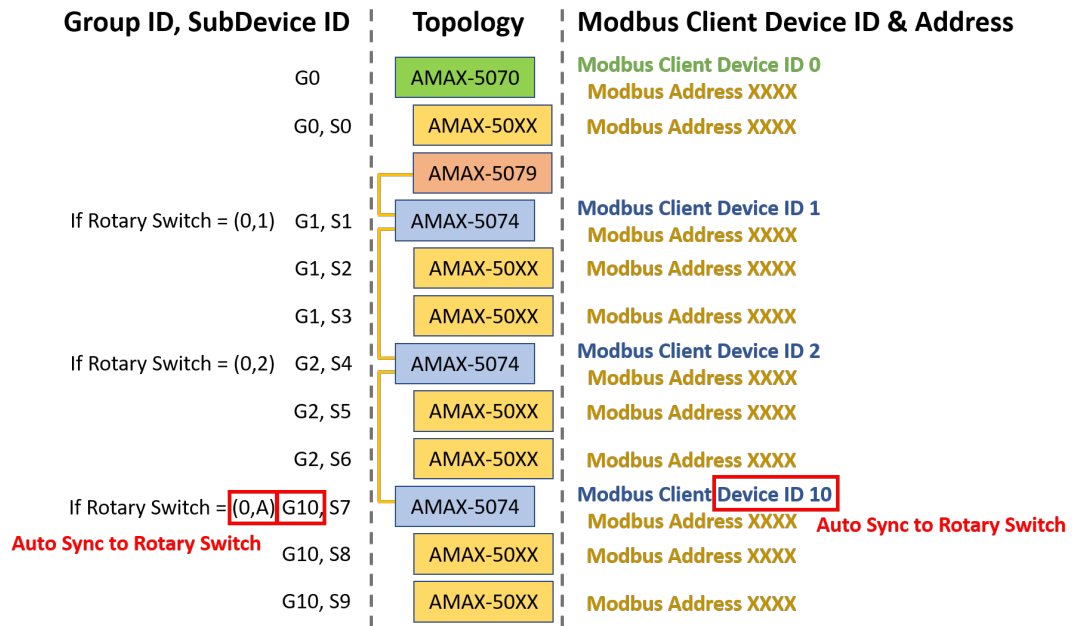 Group ID, SubDevice ID Topology Modbus Client Device ID & Address
G0 AMAX-5070 Modbus Client Device ID 0
Modbus Address XXXX
G0, S0 AMAX-50XX Modbus Address XXXX
AMAX-5079
If Rotary Switch = (0,1) G1, S1 AMAX-5074 Modbus Client Device ID 1
Modbus Address XXXX
G1, S2 AMAX-50XX Modbus Address XXXX
G1, S3 AMAX-50XX Modbus Address XXXX
If Rotary Switch = (0,2) G2, S4 AMAX-5074 Modbus Client Device ID 2
Modbus Address XXXX
G2, S5 AMAX-50XX Modbus Address XXXX
G2, S6 AMAX-50XX Modbus Address XXXX
If Rotary Switch = (0,A) G10, S7 AMAX-5074 Modbus Client Device ID 10
Modbus Address XXXX
Auto Sync to Rotary Switch Auto Sync to Rotary Switch
G10, S8 AMAX-50XX Modbus Address XXXX
G10, S9 AMAX-50XX Modbus Address XXXX